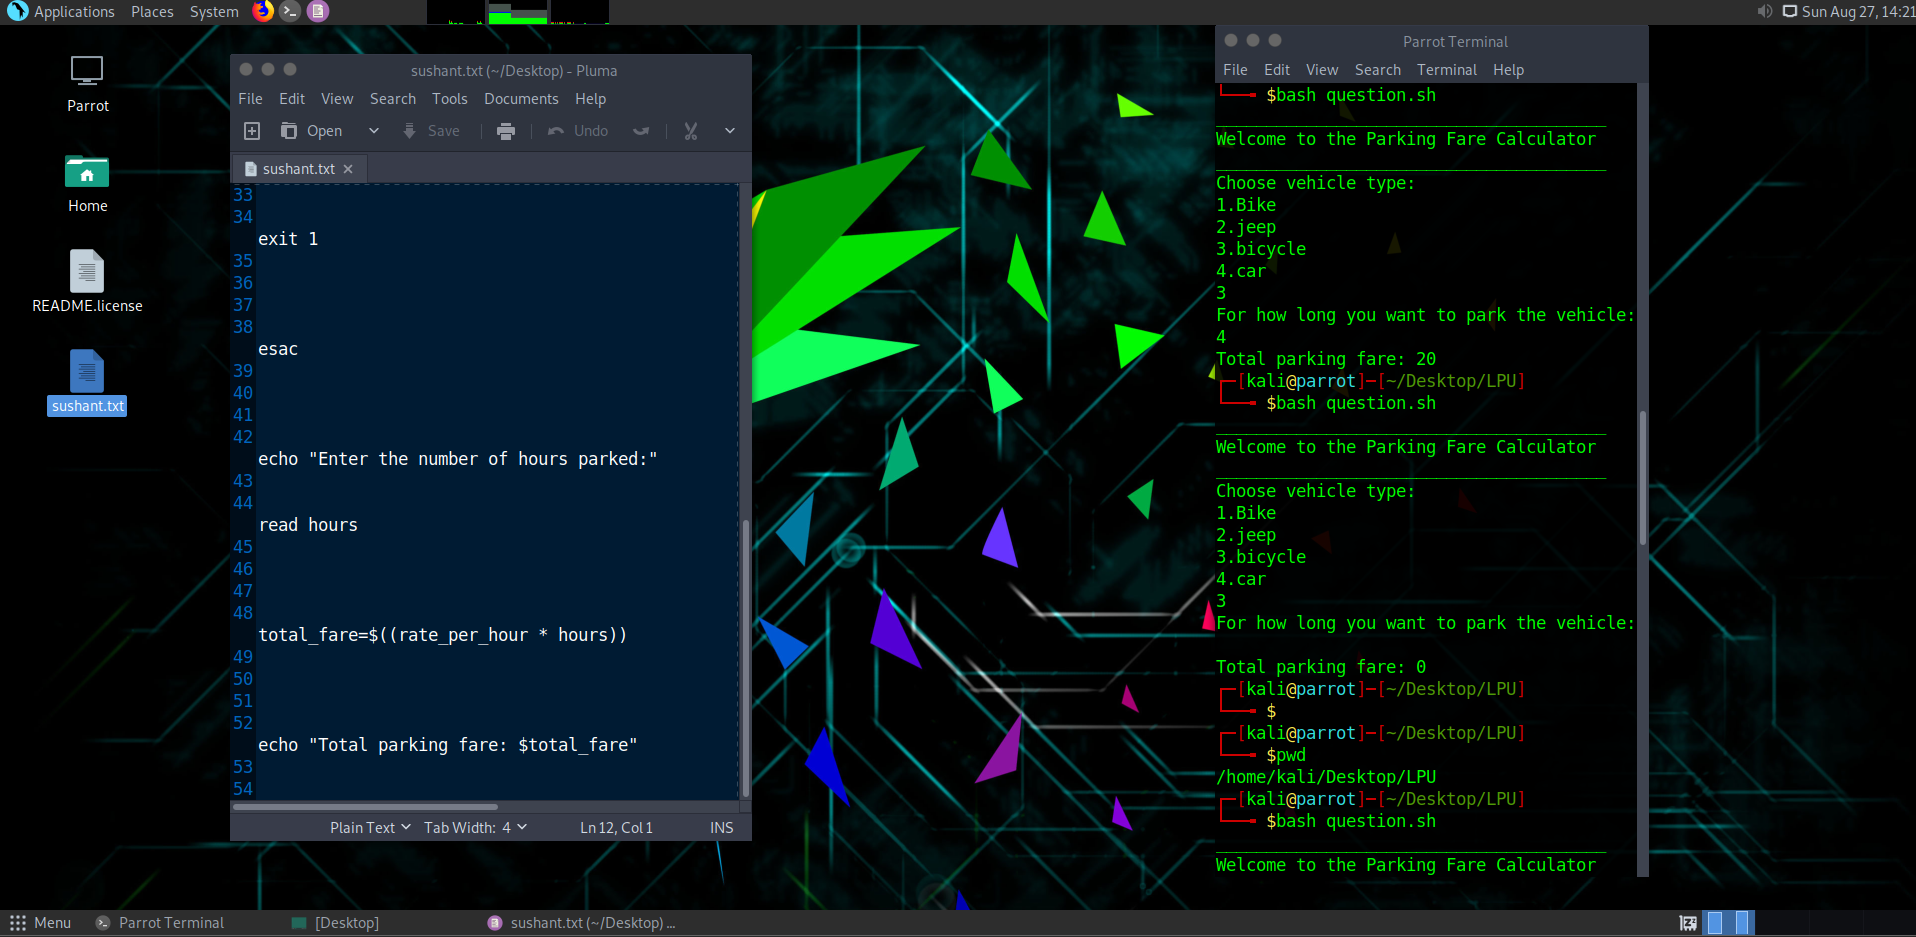 Applications Places System
Sun Aug 27, 14:21
Parrot
Home
README.license
sushant.txt
sushant.txt (~/Desktop) - Pluma
File Edit View Search Tools Documents Help
Open Save Undo
sushant.txt
33
34
exit 1
35
36
37
38
esac
39
40
41
42
echo "Enter the number of hours parked:"
43
44
read hours
45
46
47
48
total_fare=$((rate_per_hour * hours))
49
50
51
52
echo "Total parking fare: $total_fare"
53
54
Plain Text Tab Width: 4 Ln 12, Col 1 INS
Parrot Terminal
File Edit View Search Terminal Help
$bash question.sh
Welcome to the Parking Fare Calculator
Choose vehicle type:
1.Bike
2.jeep
3.bicycle
4.car
3
For how long you want to park the vehicle:
4
Total parking fare: 20
[kali@parrot]-[~/Desktop/LPU]
$bash question.sh
Welcome to the Parking Fare Calculator
Choose vehicle type:
1.Bike
2.jeep
3.bicycle
4.car
3
For how long you want to park the vehicle:
Total parking fare: 0
[kali@parrot]-[~/Desktop/LPU]
$
[kali@parrot]-[~/Desktop/LPU]
$pwd
/home/kali/Desktop/LPU
[kali@parrot]-[~/Desktop/LPU]
$bash question.sh
Welcome to the Parking Fare Calculator
Menu Parrot Terminal [Desktop] sushant.txt (~/Desktop) ...